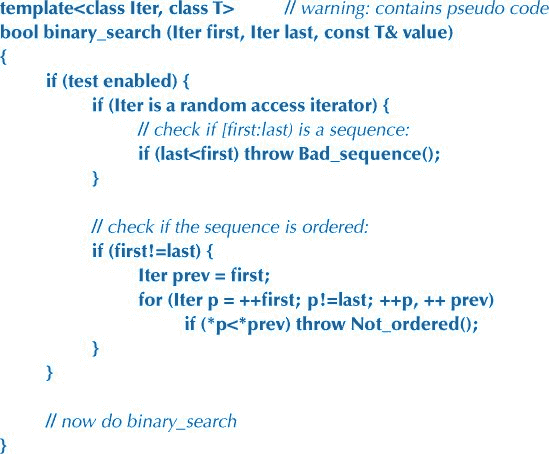 template<class Iter, class T>          // warning: contains pseudo code
bool binary_search (Iter first, Iter last, const T& value)
{
        if (test enabled) {
                if (Iter is a random access iterator) {
                        // check if [first:last) is a sequence:
                        if (last<first) throw Bad_sequence();
                }

                // check if the sequence is ordered:
                if (first!=last) {
                        Iter prev = first;
                        for (Iter p = ++first; p!=last; ++p, ++ prev)
                                if (*p<*prev) throw Not_ordered();
                }
        }

        // now do binary_search
}